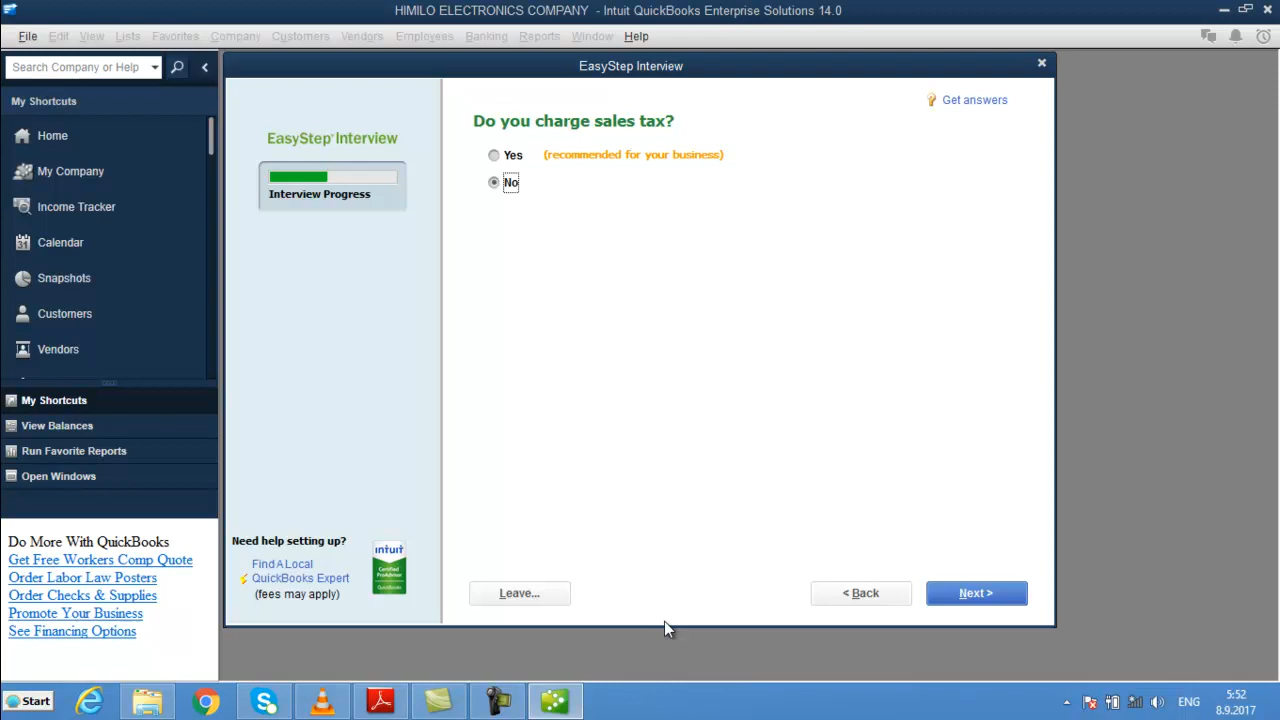 HIMILO ELECTRONICS COMPANY - Intuit QuickBooks Enterprise Solutions 14.0
File Edit View Lists Favorites Company Customers Vendors Employees Banking Reports Window Help
Search Company or Help
My Shortcuts
Home
My Company
Income Tracker
31 Calendar
Snapshots
Customers
Vendors
My Shortcuts
View Balances
Run Favorite Reports
Open Windows
Do More With QuickBooks
Get Free Workers Comp Quote
Order Labor Law Posters
Order Checks & Supplies
Promote Your Business
See Financing Options
EasyStep Interview
Get answers
EasyStep Interview
Interview Progress
Do you charge sales tax?
Yes (recommended for your business)
No
Need help setting up?
Find A Local
QuickBooks Expert
(fees may apply)
intuit
Certified
ProAdvisor
QuickBooks
Leave...
< Back
Next >
Start
ENG
5:52
8.9.2017